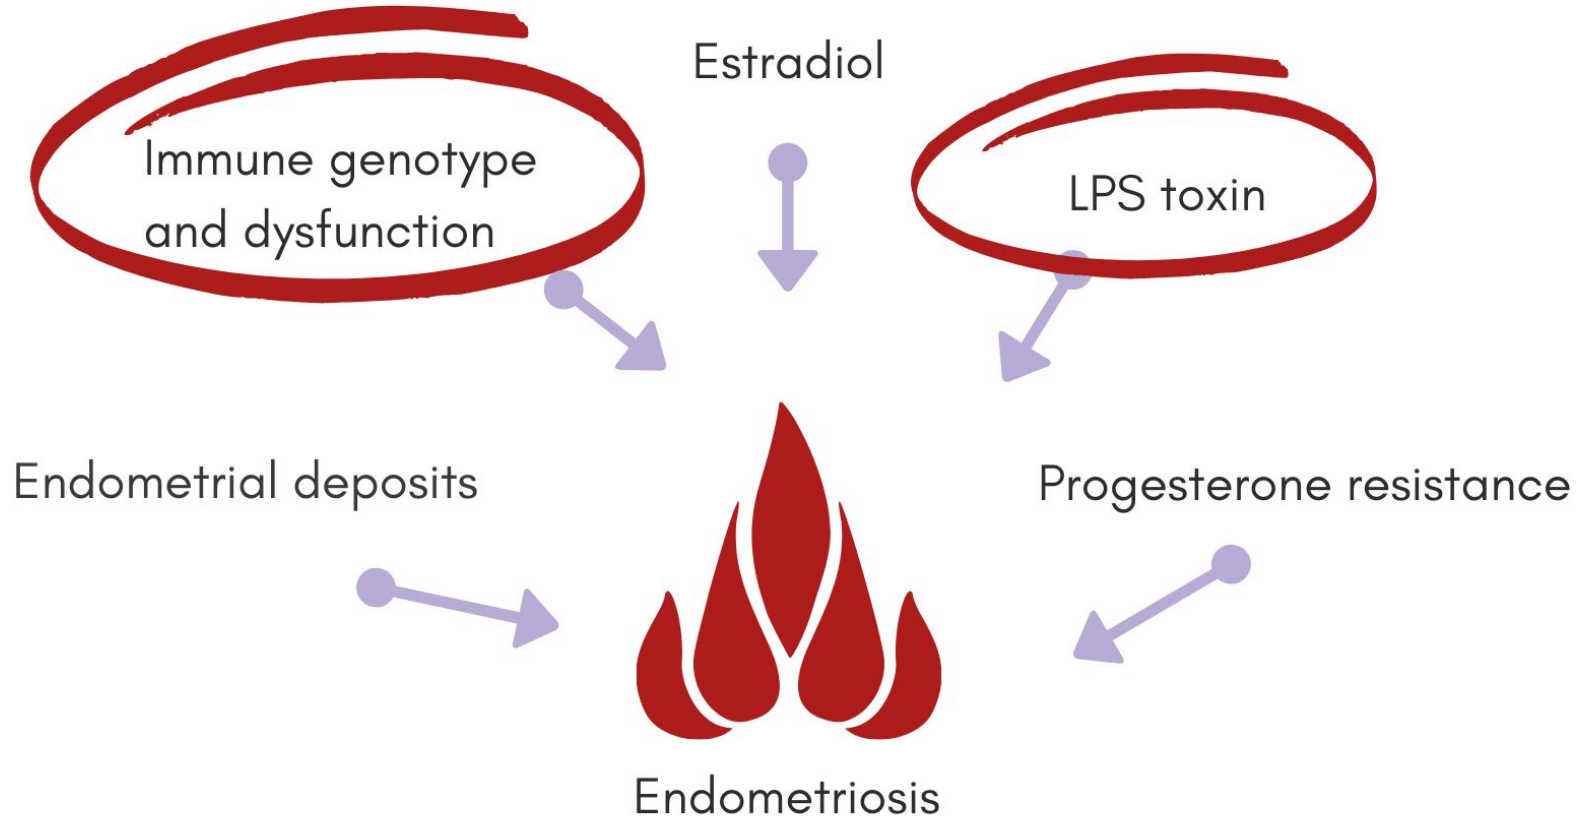 Estradiol
Immune genotype
and dysfunction
LPS toxin
Endometrial deposits
Progesterone resistance
Endometriosis